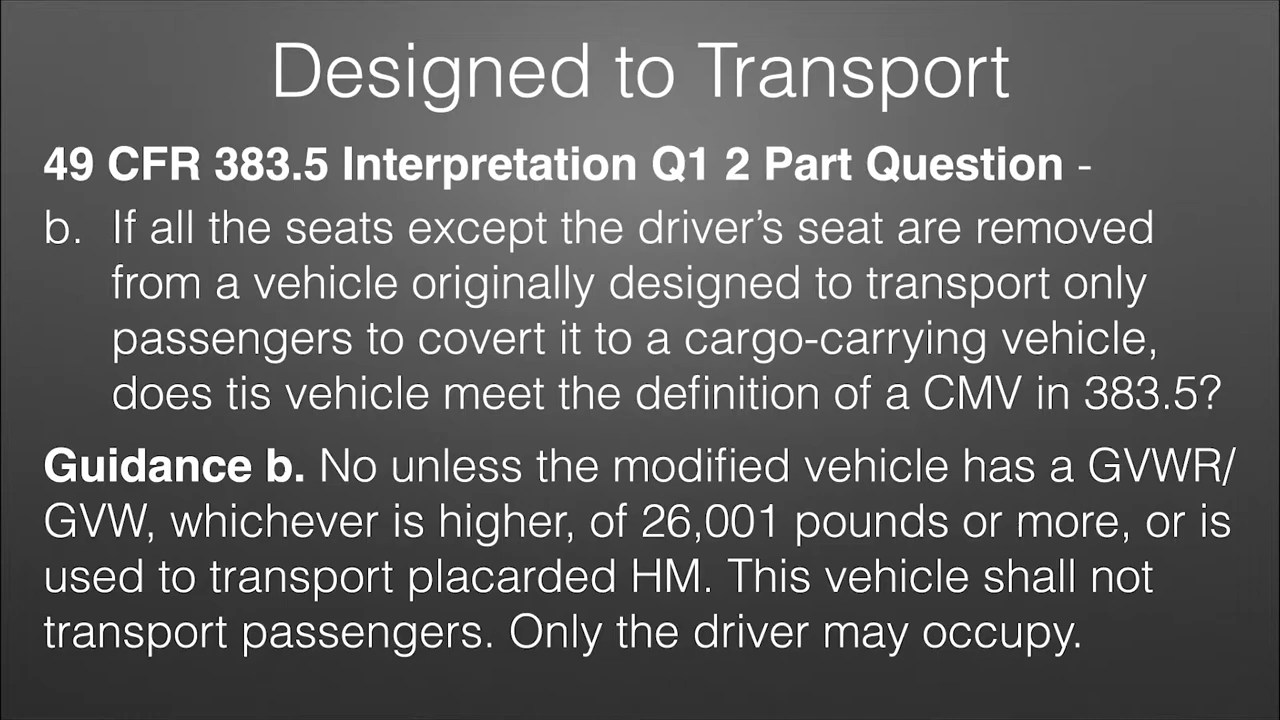 Designed to Transport
49 CFR 383.5 Interpretation Q1 2 Part Question -
b. If all the seats except the driver’s seat are removed
from a vehicle originally designed to transport only
passengers to covert it to a cargo-carrying vehicle,
does tis vehicle meet the definition of a CMV in 383.5?
Guidance b. No unless the modified vehicle has a GVWR/
GVW, whichever is higher, of 26,001 pounds or more, or is
used to transport placarded HM. This vehicle shall not
transport passengers. Only the driver may occupy.